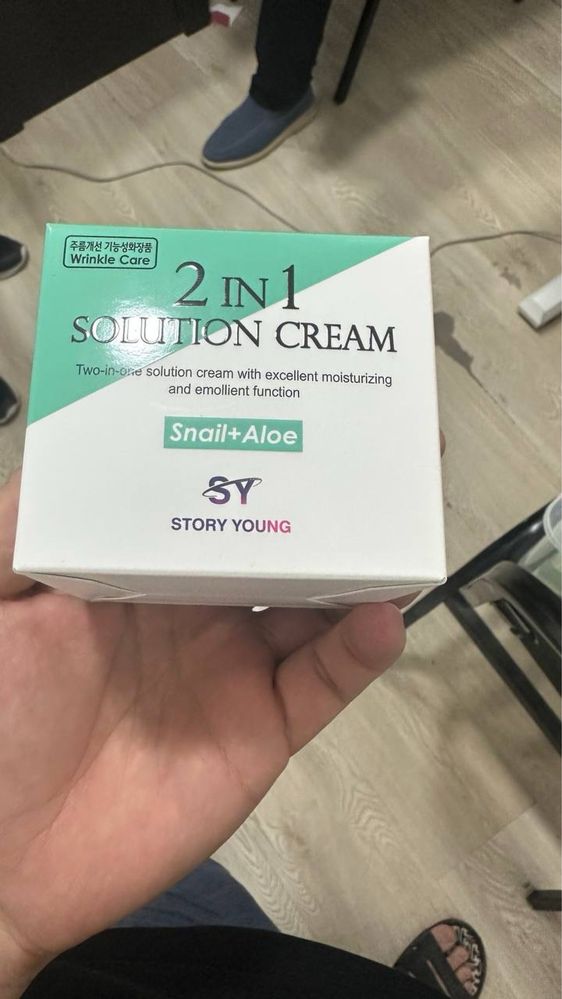 주름개선 기능성화장품
Wrinkle Care
2 IN 1
SOLUTION CREAM
Two-in-one solution cream with excellent moisturizing
and emollient function
Snail+Aloe
SY
STORY YOUNG